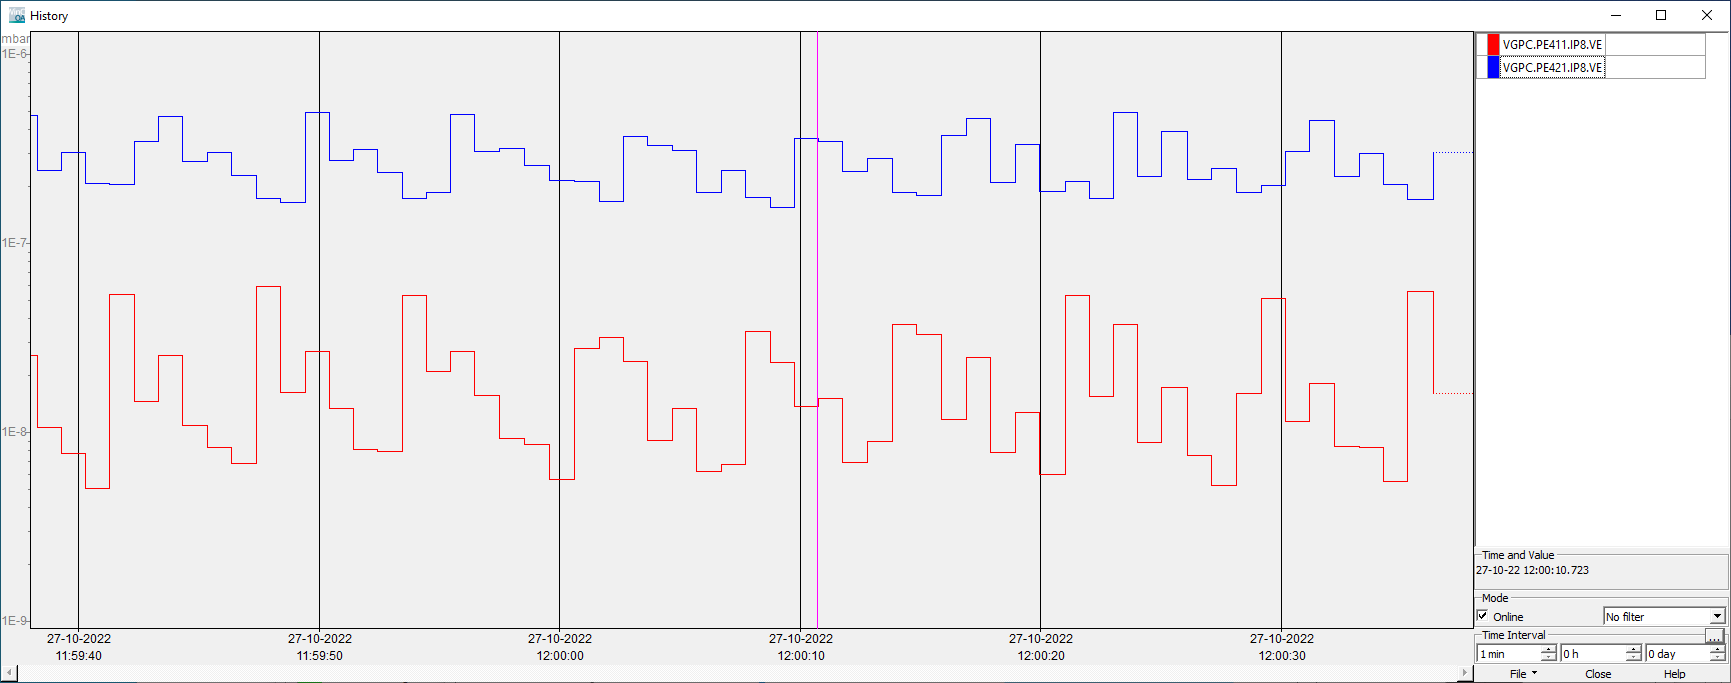 History
mbar
1E-6
1E-7
1E-8
1E-9
27-10-2022
11:59:40
27-10-2022
11:59:50
27-10-2022
12:00:00
27-10-2022
12:00:10
27-10-2022
12:00:20
27-10-2022
12:00:30
VGPC.PE411.IP8.VE
VGPC.PE421.IP8.VE
Time and Value
27-10-22 12:00:10.723
Mode
Online
No filter
Time Interval
...
1 min
0 h
0 day
File
Close
Help